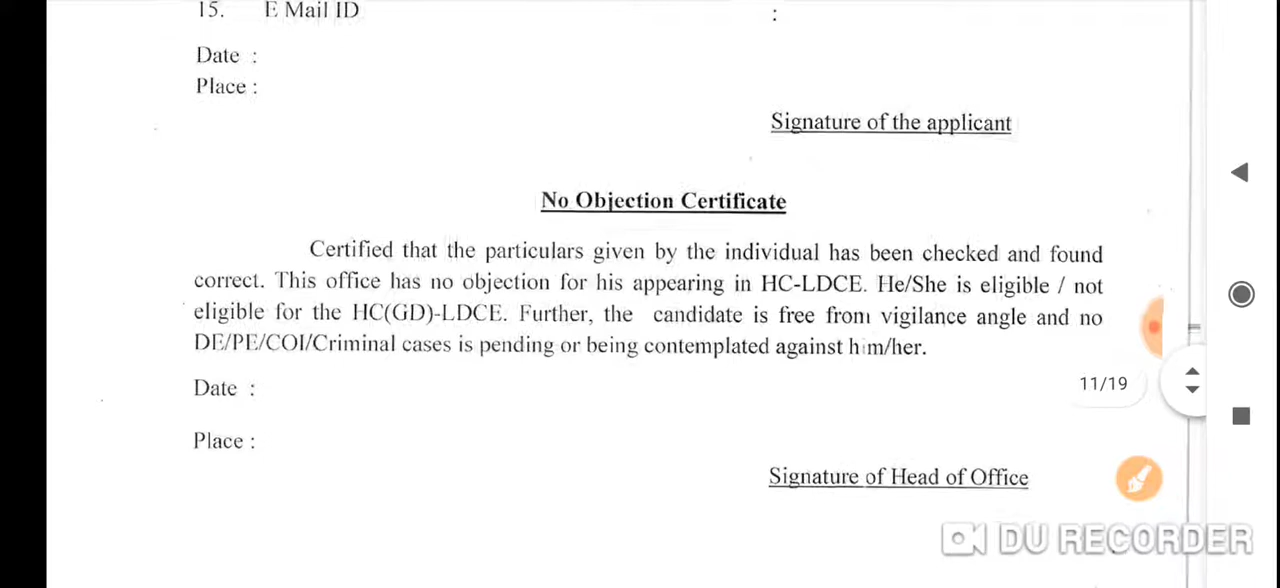 15. E Mail ID :
Date :
Place :
Signature of the applicant
No Objection Certificate
Certified that the particulars given by the individual has been checked and found
correct. This office has no objection for his appearing in HC-LDCE. He/She is eligible / not
eligible for the HC(GD)-LDCE. Further, the candidate is free from vigilance angle and no
DE/PE/COI/Criminal cases is pending or being contemplated against him/her.
Date :
11/19
Place :
Signature of Head of Office
DU RECORDER